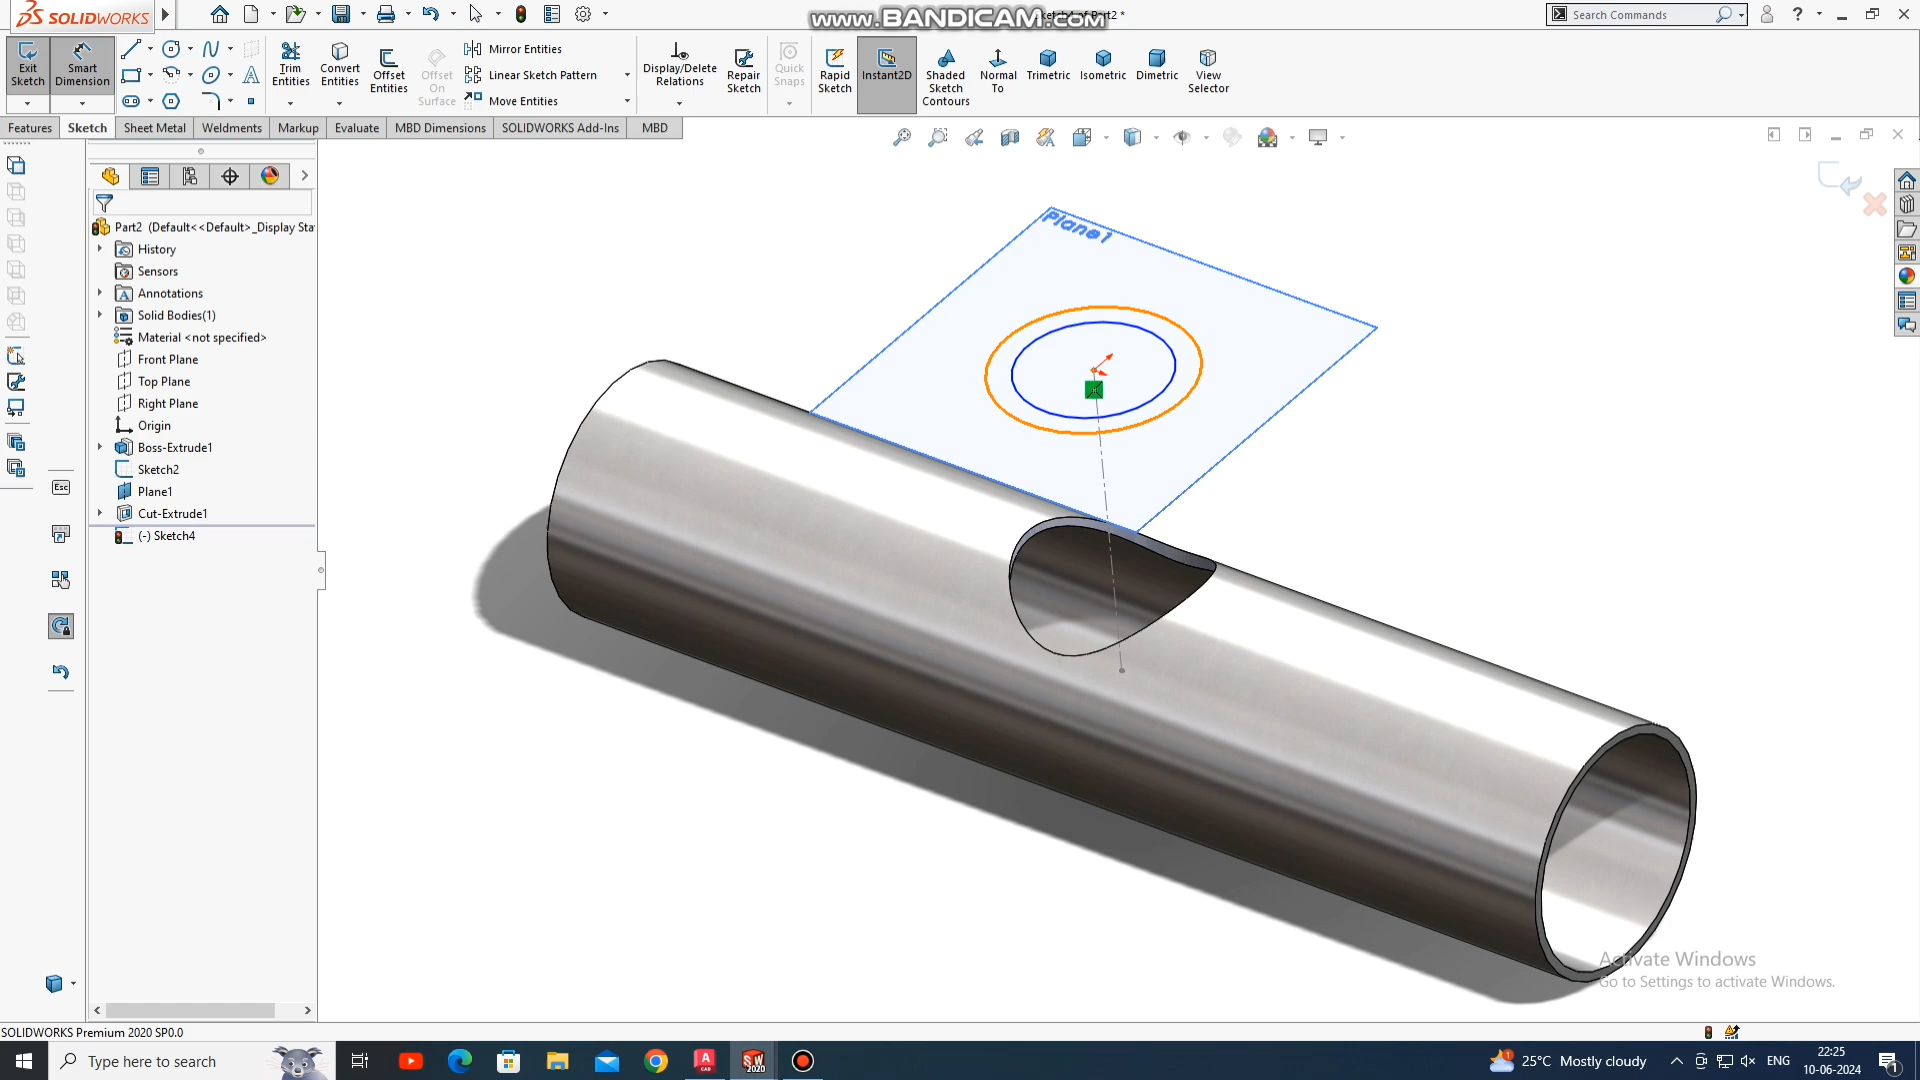 SOLIDWORKS
www.BANDICAM.com
Part2 *
Search Commands
Exit Sketch
Smart Dimension
Trim Entities
Convert Entities
Offset Entities
Offset On Surface
Mirror Entities
Linear Sketch Pattern
Move Entities
Display/Delete Relations
Repair Sketch
Quick Snaps
Rapid Sketch
Instant2D
Shaded Sketch Contours
Normal To
Trimetric
Isometric
Dimetric
View Selector
Features
Sketch
Sheet Metal
Weldments
Markup
Evaluate
MBD Dimensions
SOLIDWORKS Add-Ins
MBD
Part2 (Default<<Default>_Display Sta
History
Sensors
Annotations
Solid Bodies(1)
Material <not specified>
Front Plane
Top Plane
Right Plane
Origin
Boss-Extrude1
Sketch2
Plane1
Cut-Extrude1
(-) Sketch4
Esc
Plane1
Activate Windows
Go to Settings to activate Windows.
SOLIDWORKS Premium 2020 SP0.0
Type here to search
25°C Mostly cloudy
ENG
22:25
10-06-2024